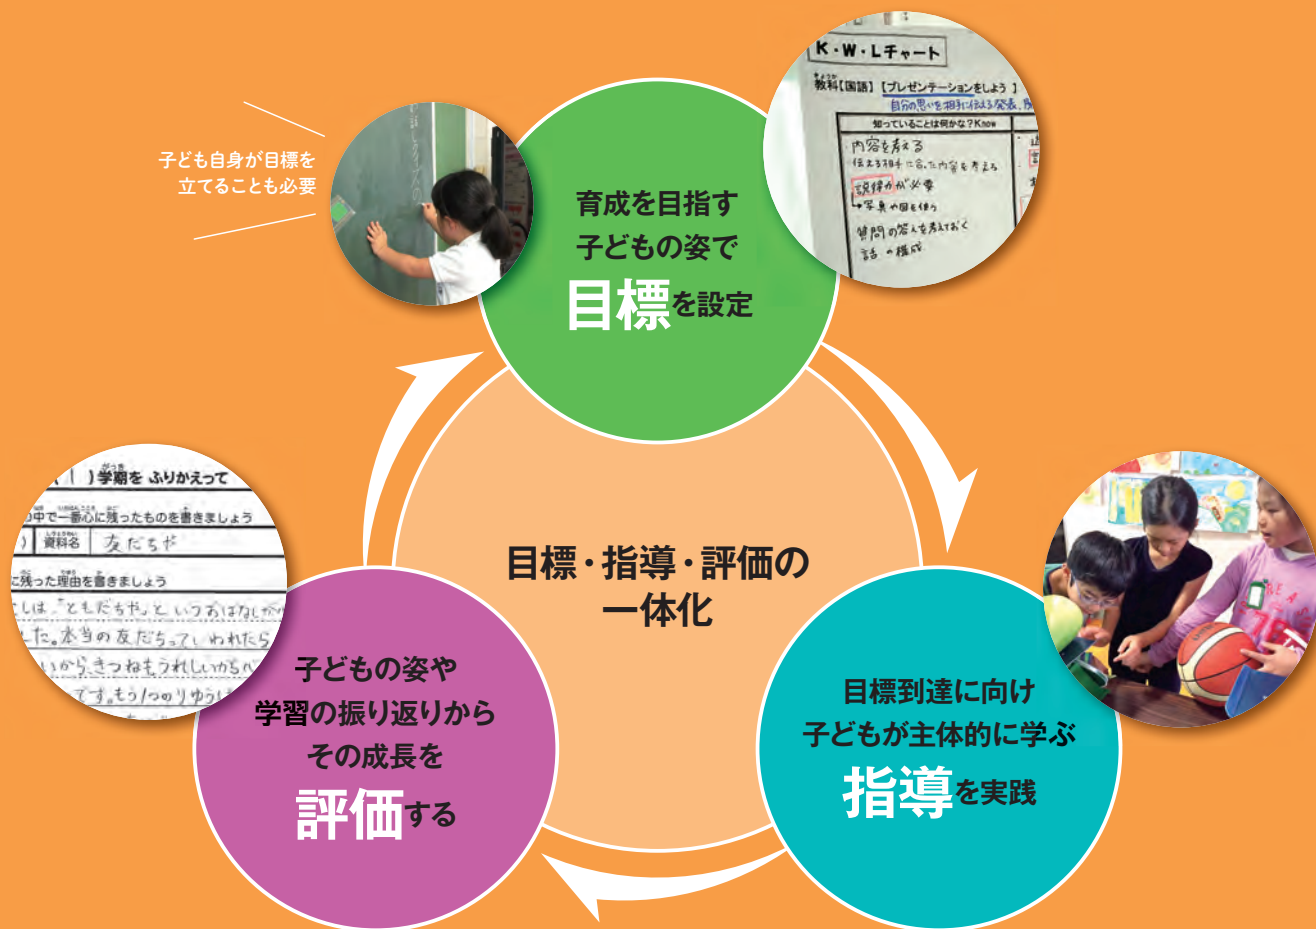 子ども自身が目標を
立てることも必要
K・W・Lチャート
教科【国語】【プレゼンテーションをしよう】
自分の思いを相手に伝える発表
知っていることは何かな?Know
内容を考える
伝える相手に合った内容を考える
説得力が必要
写真や図を使う
質問の答えを考えておく
話の構成
育成を目指す
子どもの姿で
目標を設定
目標・指導・評価の
一体化
)学期を ふりかえって
の中で一番心に残ったものを書きましょう
資料名 友だちや
に残った理由を書きましょう
しは「ともだちや」というおはなしが
した。本当の友だちっていわれたら
いから、きつねもうれしいから
です。もう1つのりゆうは
子どもの姿や
学習の振り返りから
その成長を
評価する
目標到達に向け
子どもが主体的に学ぶ
指導を実践